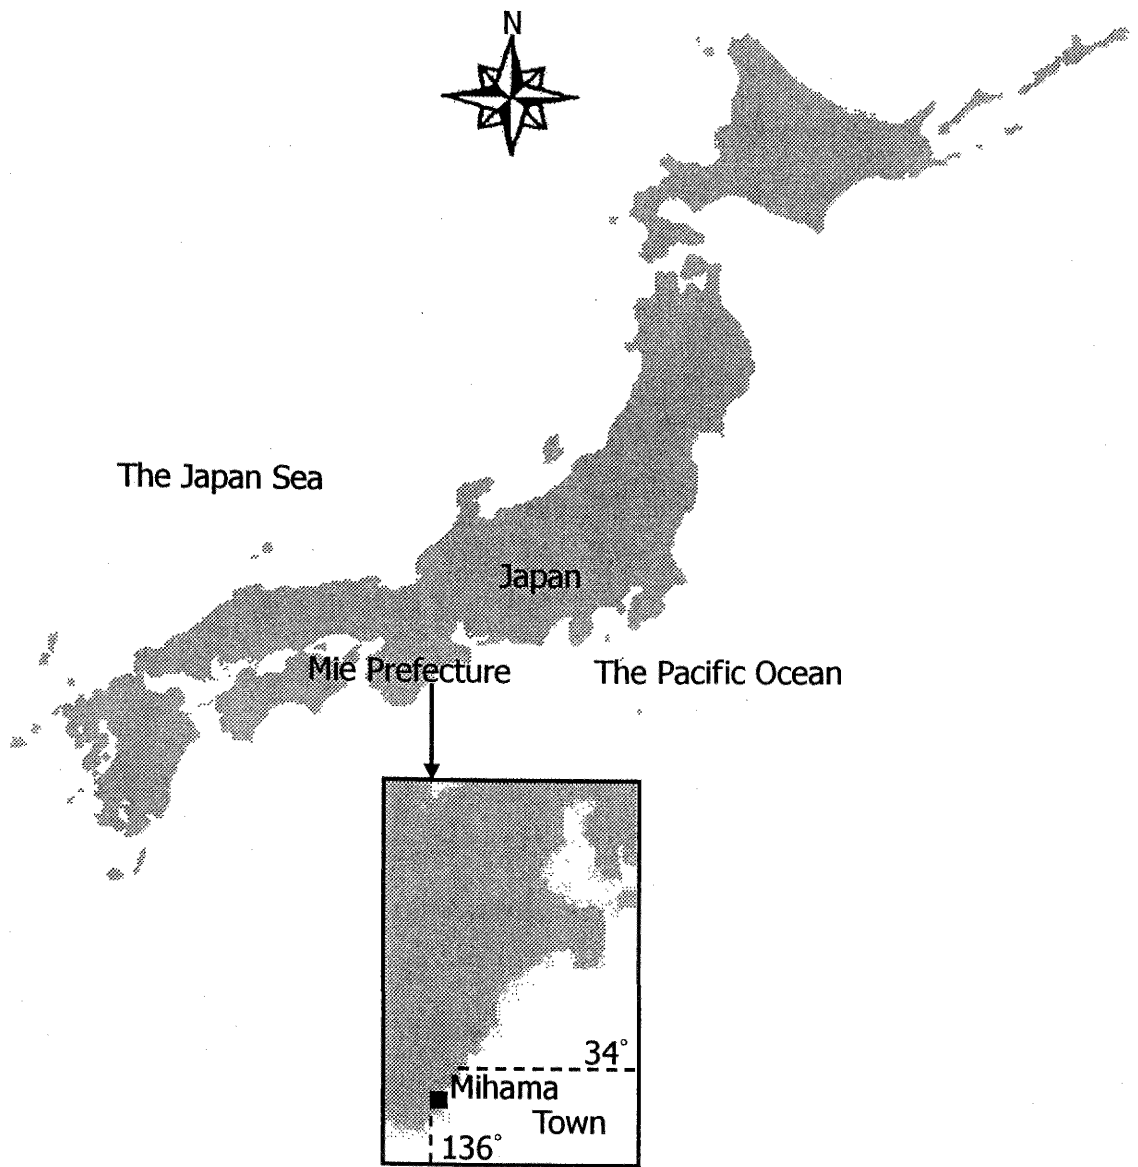 N
The Japan Sea
Japan
Mie Prefecture
The Pacific Ocean
34°
Mihama
Town
136°